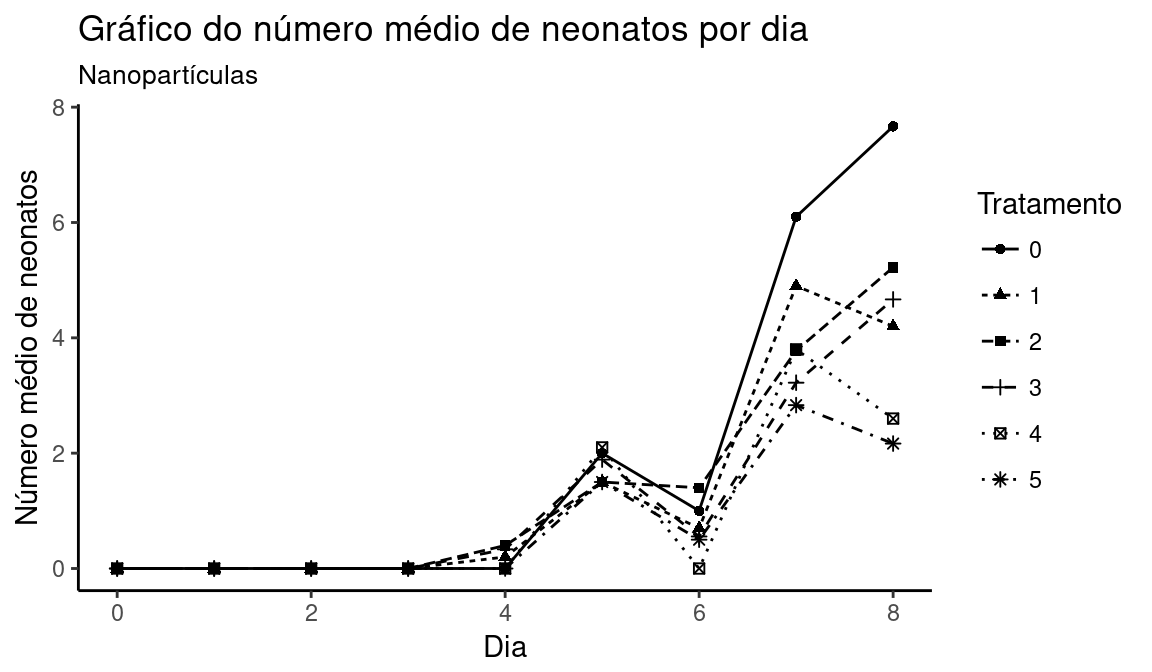 Gráfico do número médio de neonatos por dia
Nanopartículas
Número médio de neonatos
8
6
4
2
0
0 2 4 6 8
Dia
Tratamento
0
1
2
3
4
5